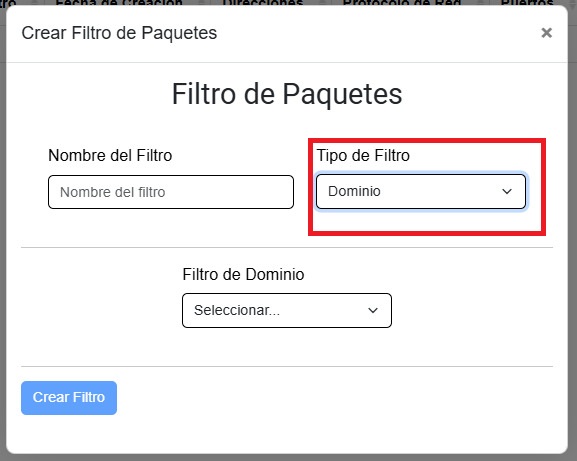 Fecha de Creación Direcciones Protocolo de Red Puertos
Crear Filtro de Paquetes ×
Filtro de Paquetes
Nombre del Filtro Tipo de Filtro
Nombre del filtro Dominio
Filtro de Dominio
Seleccionar...
Crear Filtro